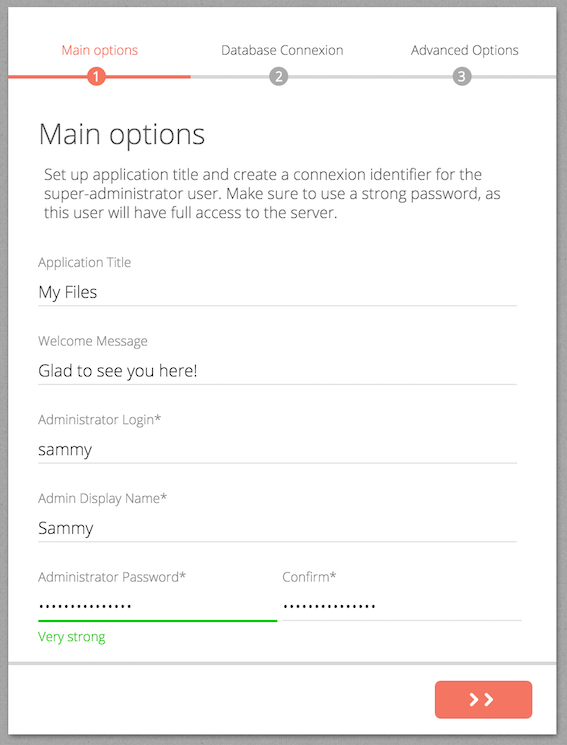 Main options
Database Connexion
Advanced Options
1
2
3
Main options
Set up application title and create a connexion identifier for the
super-administrator user. Make sure to use a strong password, as
this user will have full access to the server.
Application Title
My Files
Welcome Message
Glad to see you here!
Administrator Login*
sammy
Admin Display Name*
Sammy
Administrator Password*
Confirm*
•••••••••••••••
•••••••••••••••
Very strong